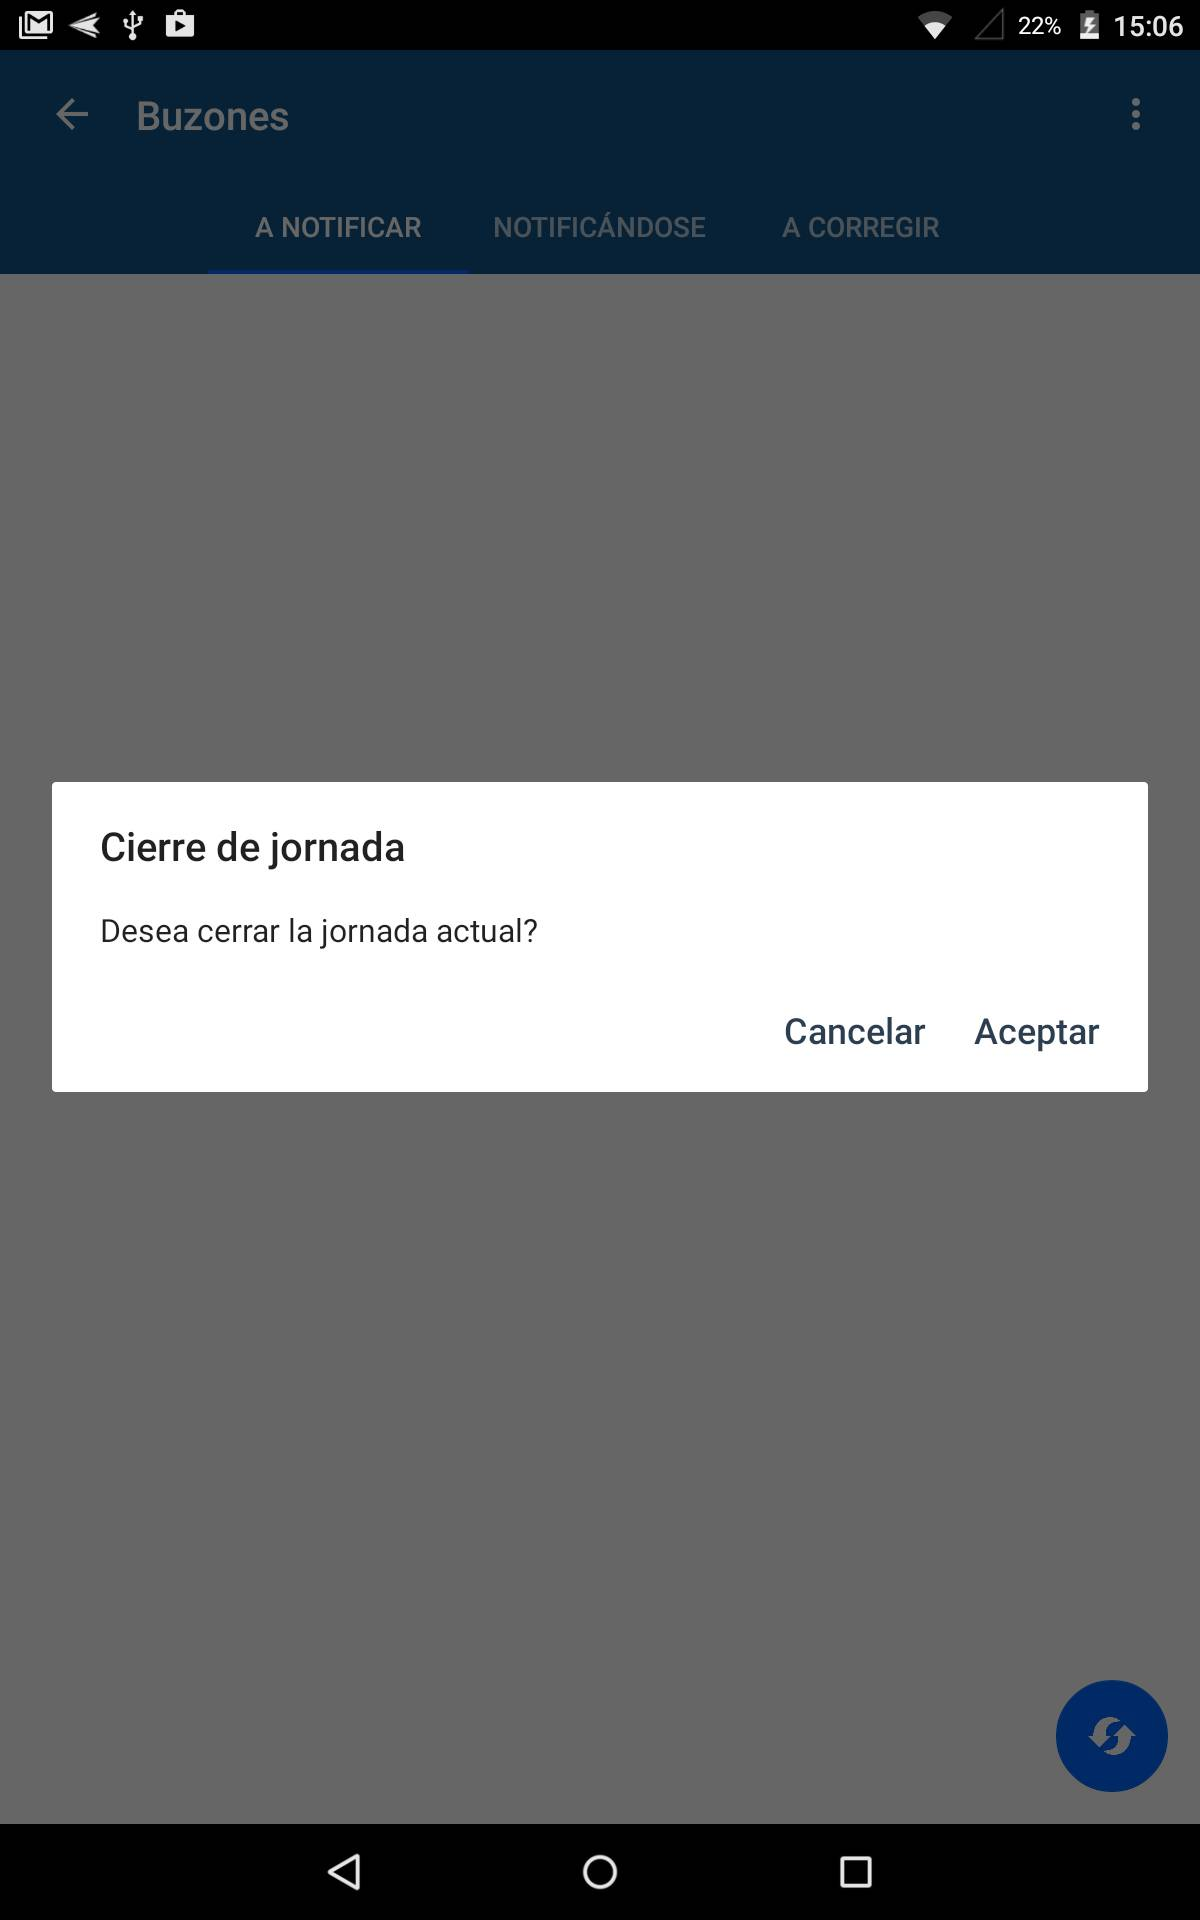 22% 15:06
Buzones
A NOTIFICAR NOTIFICÁNDOSE A CORREGIR
Cierre de jornada
Desea cerrar la jornada actual?
Cancelar Aceptar